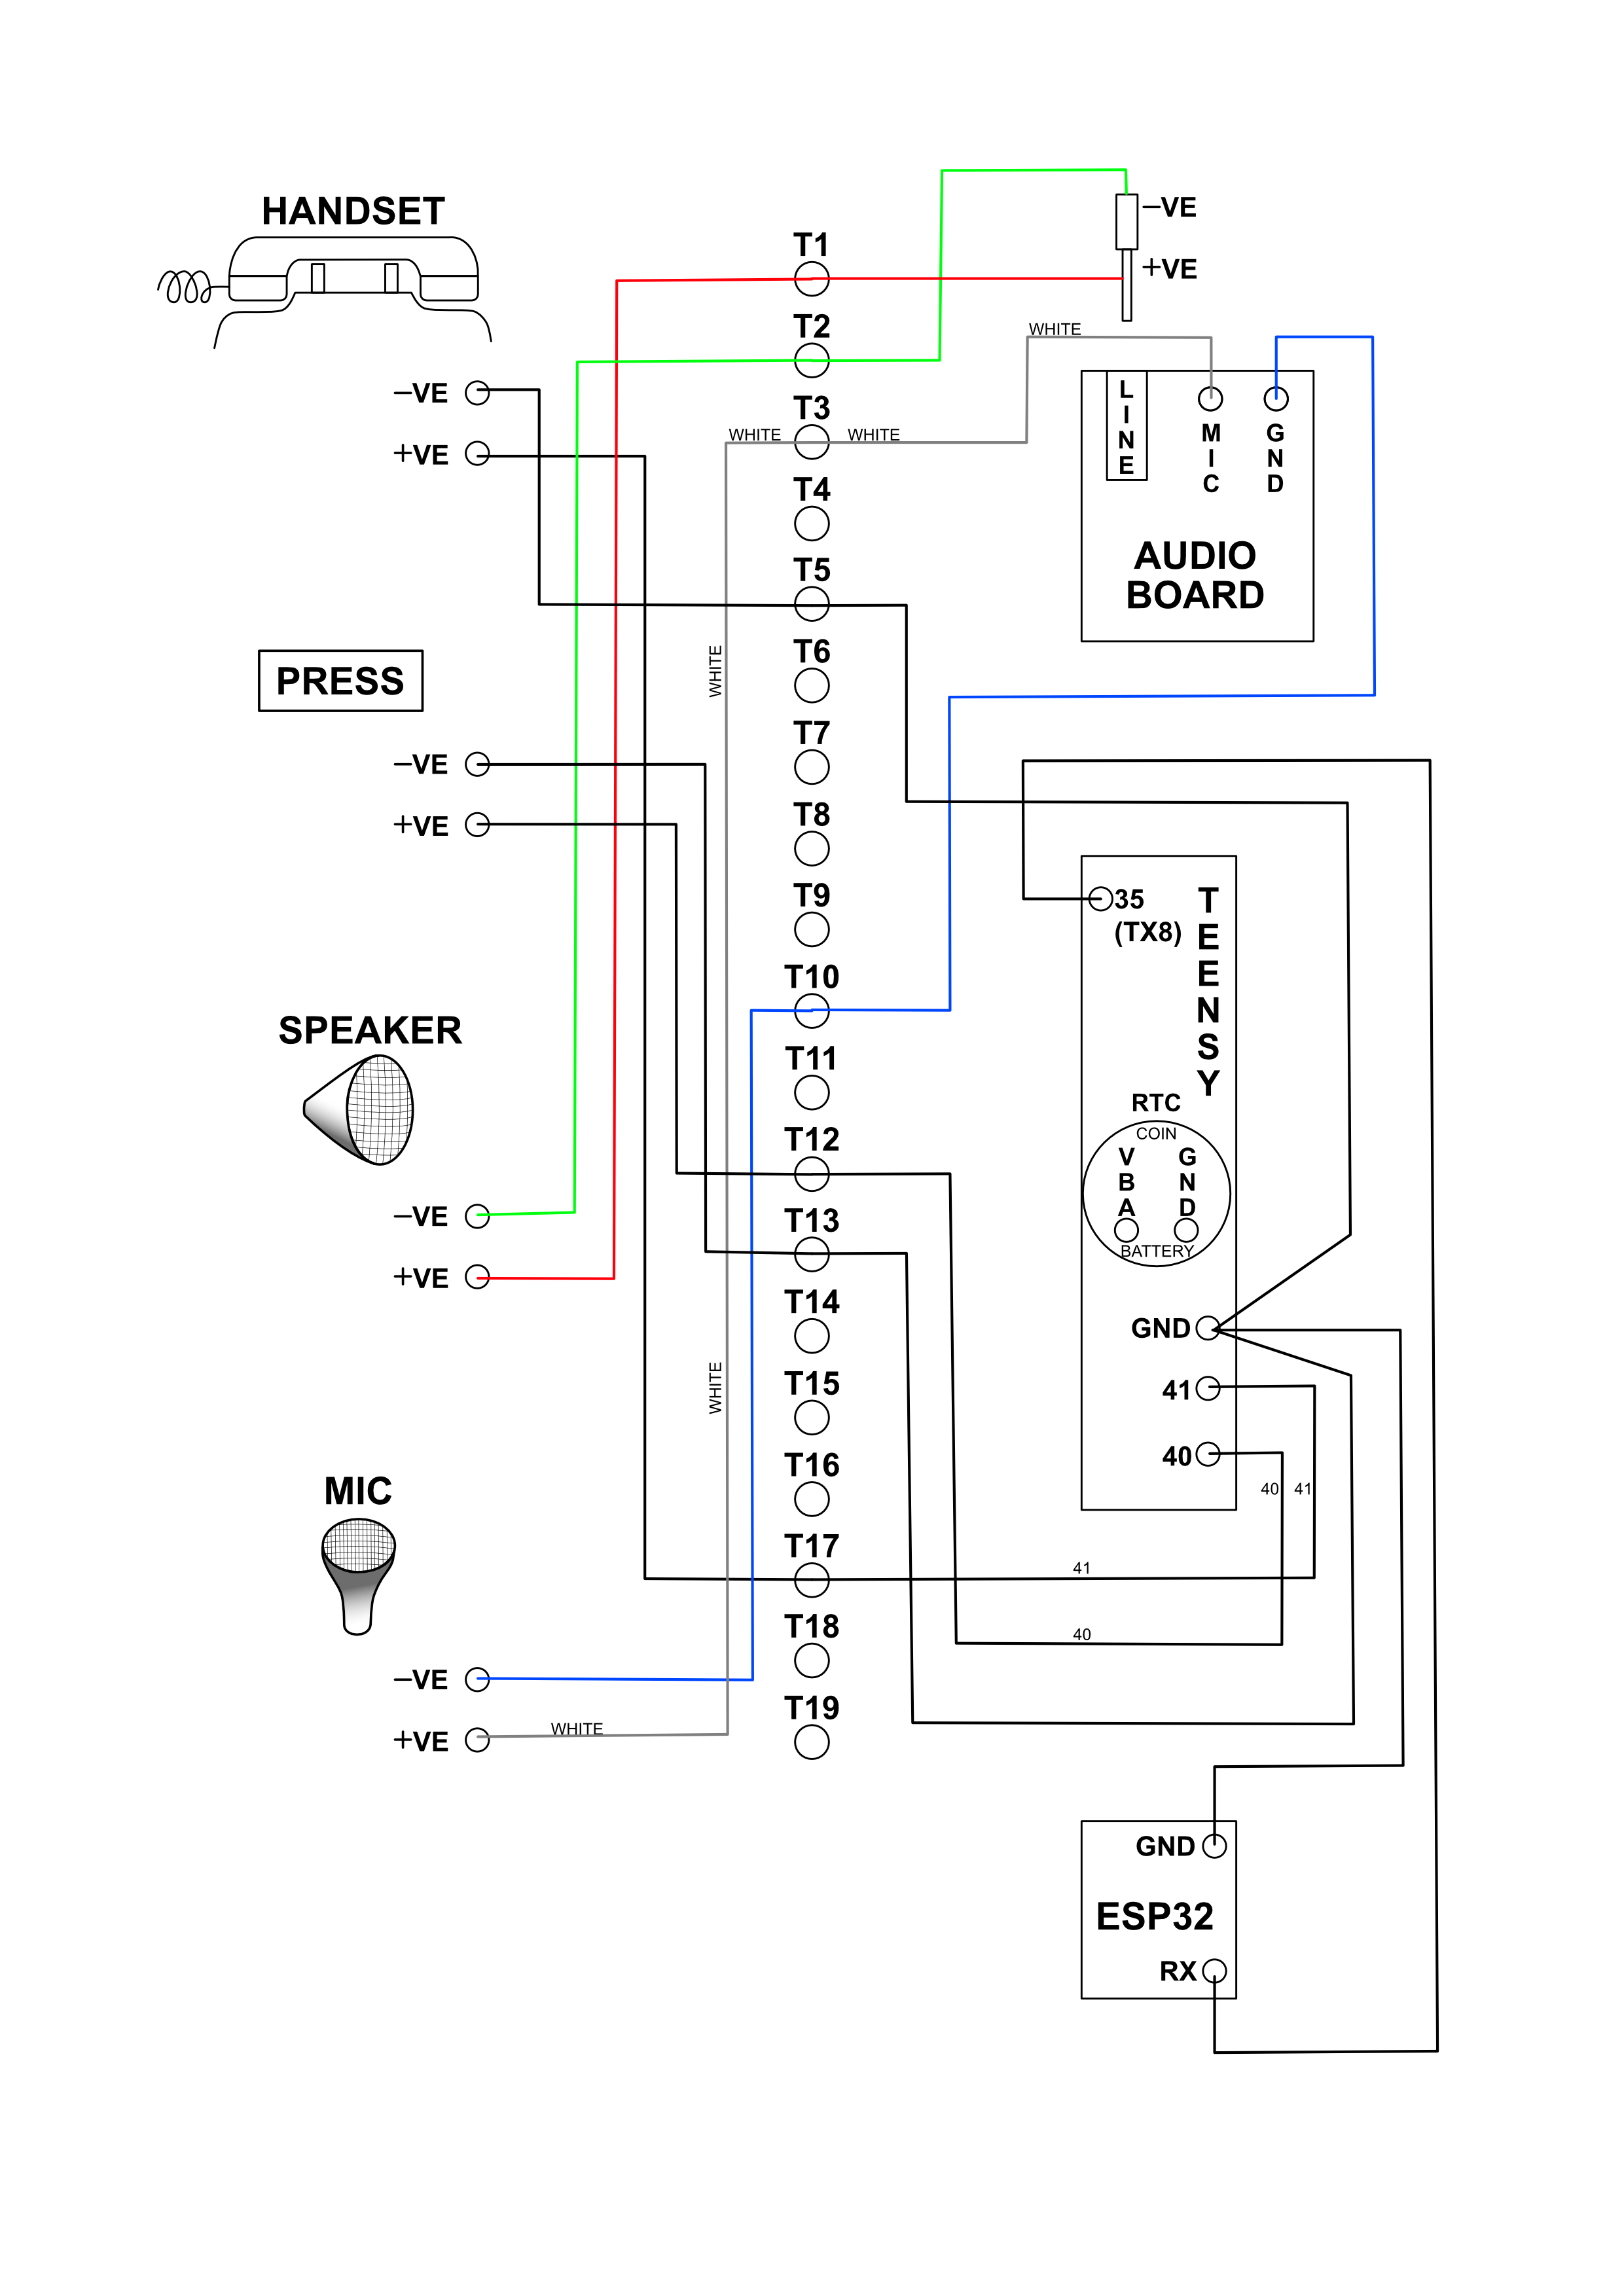 HANDSET
–VE
+VE
PRESS
–VE
+VE
SPEAKER
–VE
+VE
MIC
–VE
+VE
WHITE
WHITE
WHITE
WHITE
WHITE
WHITE
T1
T2
T3
T4
T5
T6
T7
T8
T9
T10
T11
T12
T13
T14
T15
T16
T17
T18
T19
–VE
+VE
LINE
MIC
GND
AUDIO
BOARD
35
(TX8)
TEENSY
RTC
COIN
VBA
GND
BATTERY
GND
41
40
40
41
41
40
GND
ESP32
RX